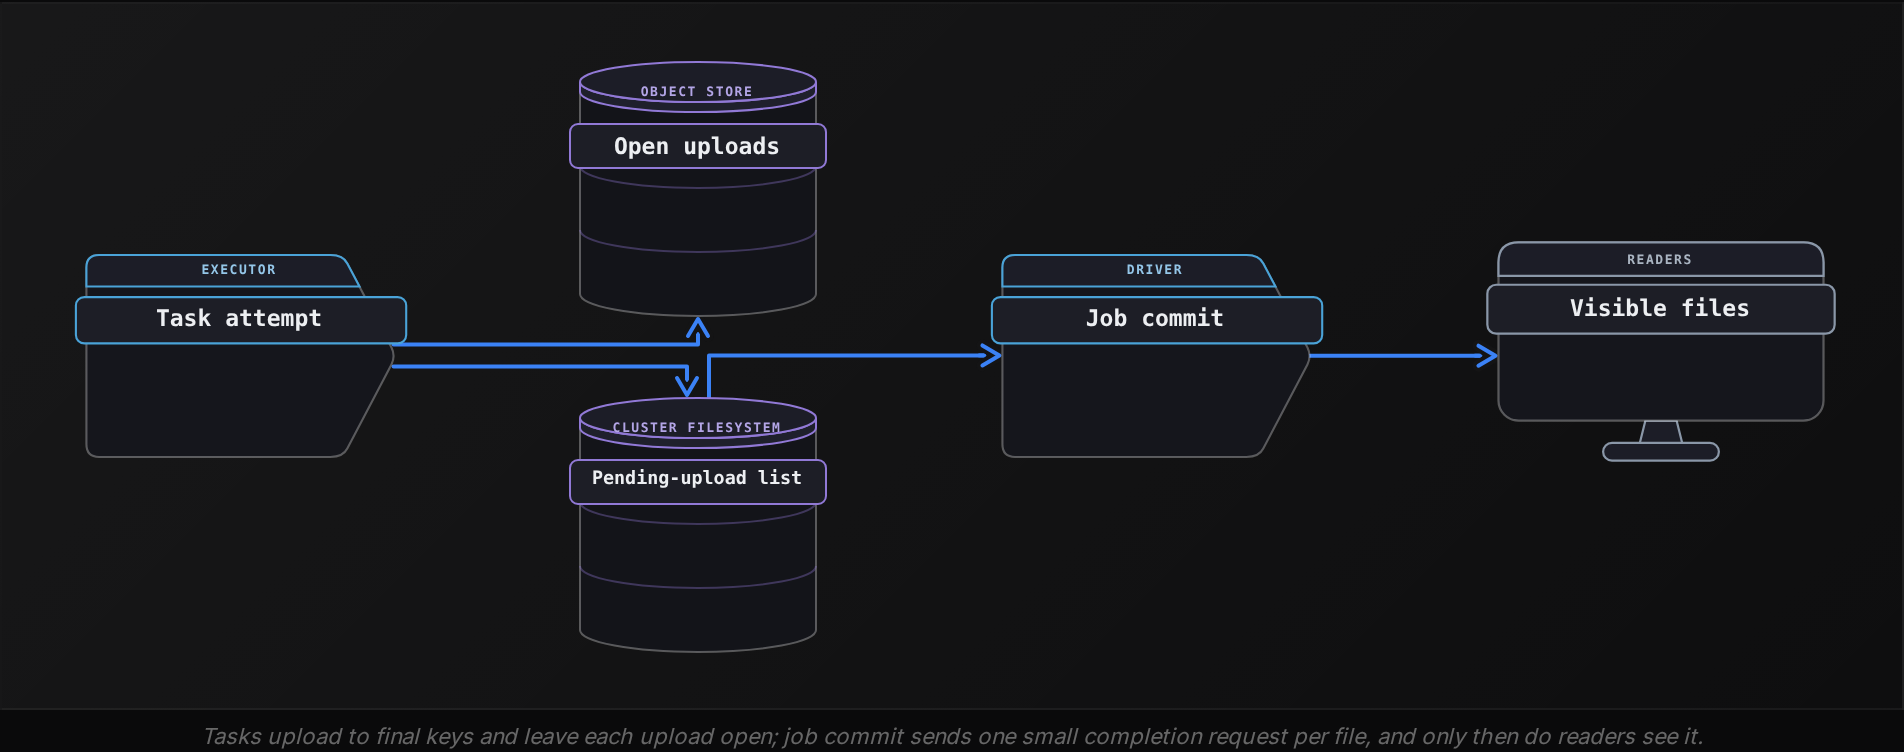 OBJECT STORE
Open uploads
EXECUTOR
Task attempt
CLUSTER FILESYSTEM
Pending-upload list
DRIVER
Job commit
READERS
Visible files
Tasks upload to final keys and leave each upload open; job commit sends one small completion request per file, and only then do readers see it.